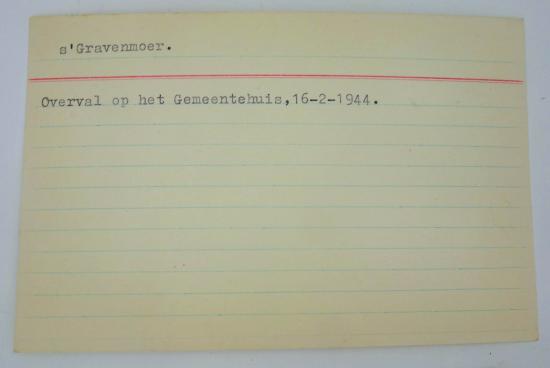 s'Gravenmoer.
Overval op het Gemeentehuis,16-2-1944.